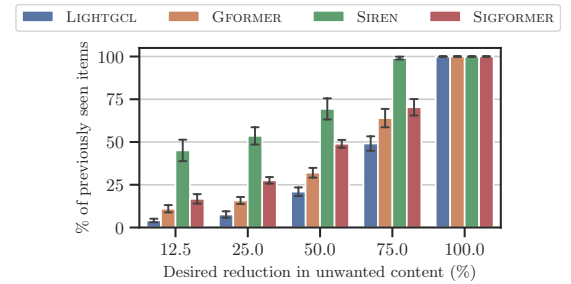 LIGHTGCL GFORMER SIREN SIGFORMER
% of previously seen items
100
75
50
25
0
12.5 25.0 50.0 75.0 100.0
Desired reduction in unwanted content (%)